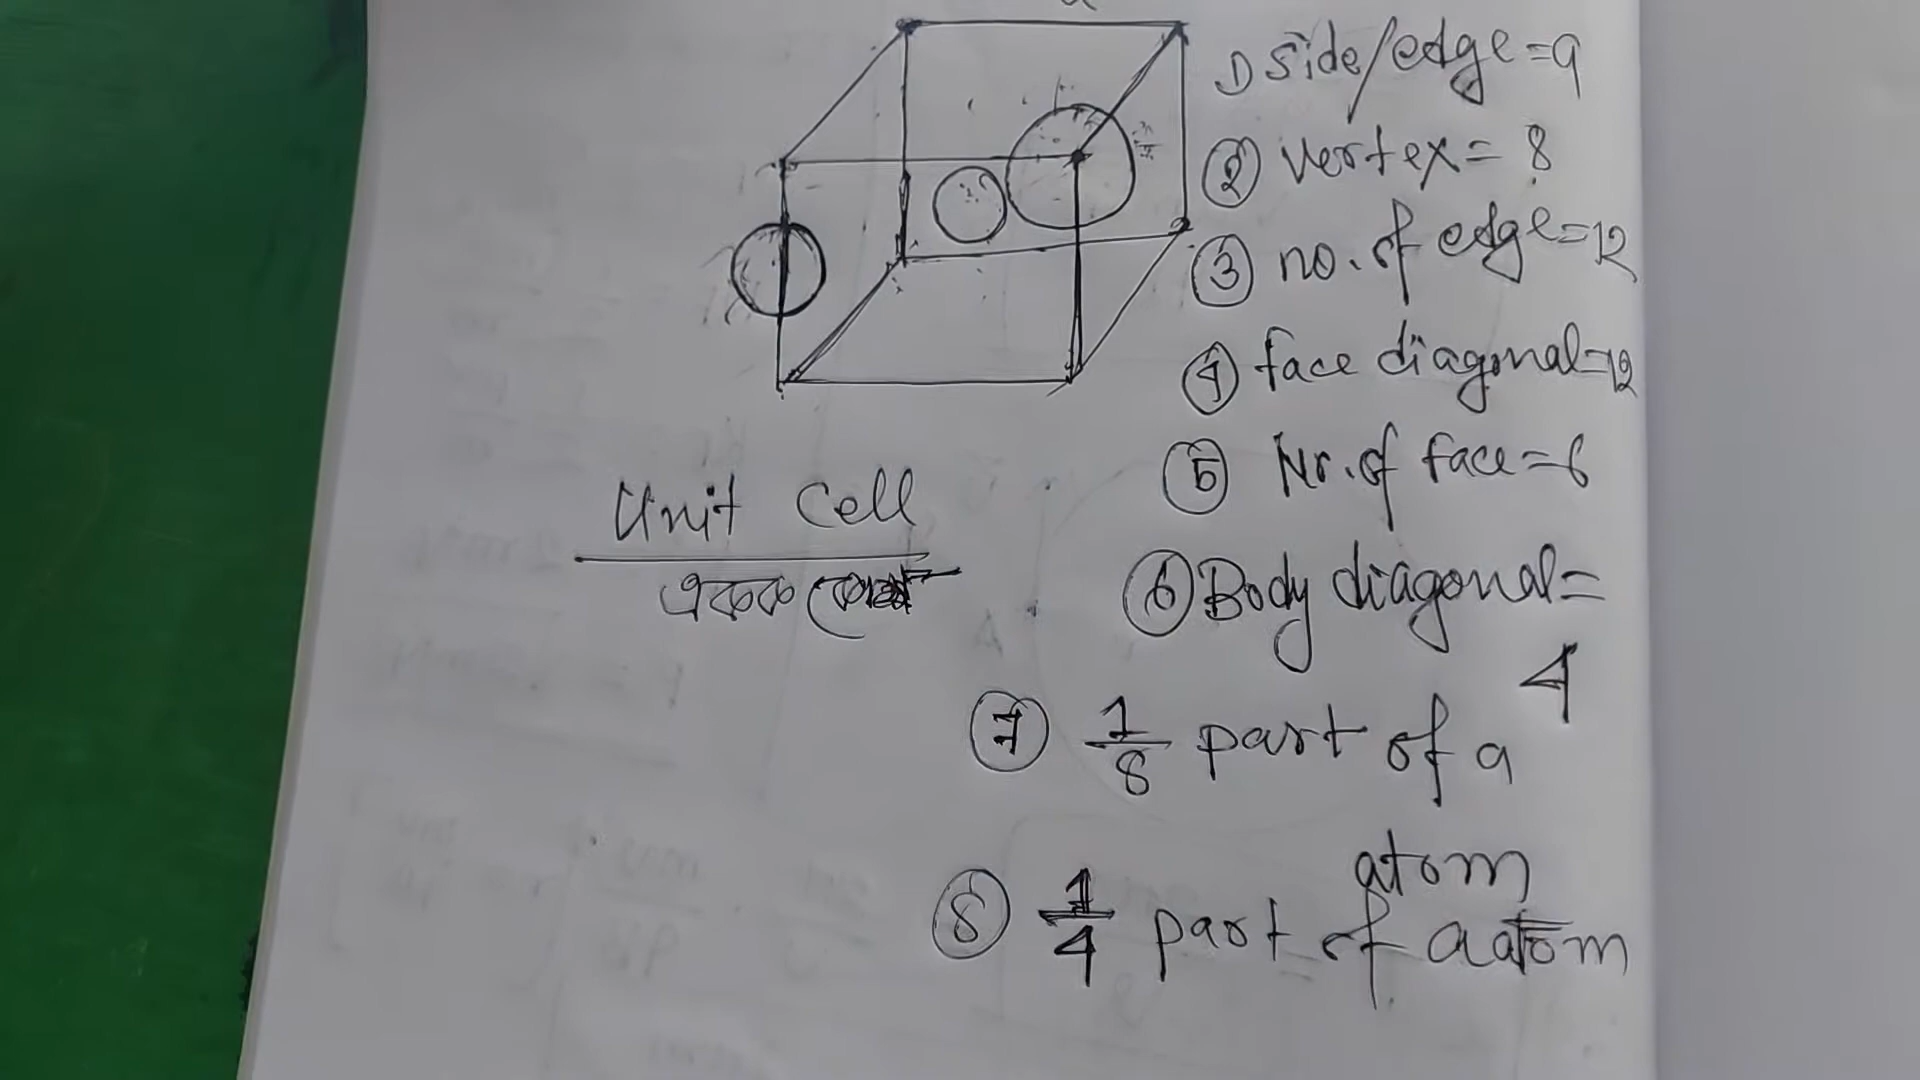 1) Side/edge=a
② Vertex= 8
③ no. of edge=12
④ face diagonal=12
⑤ Nr. of face=6
Unit Cell
একক
⑥ Body diagonal=
4
⑦ 1/8 part of a
atom
⑧ 1/4 part of a atom